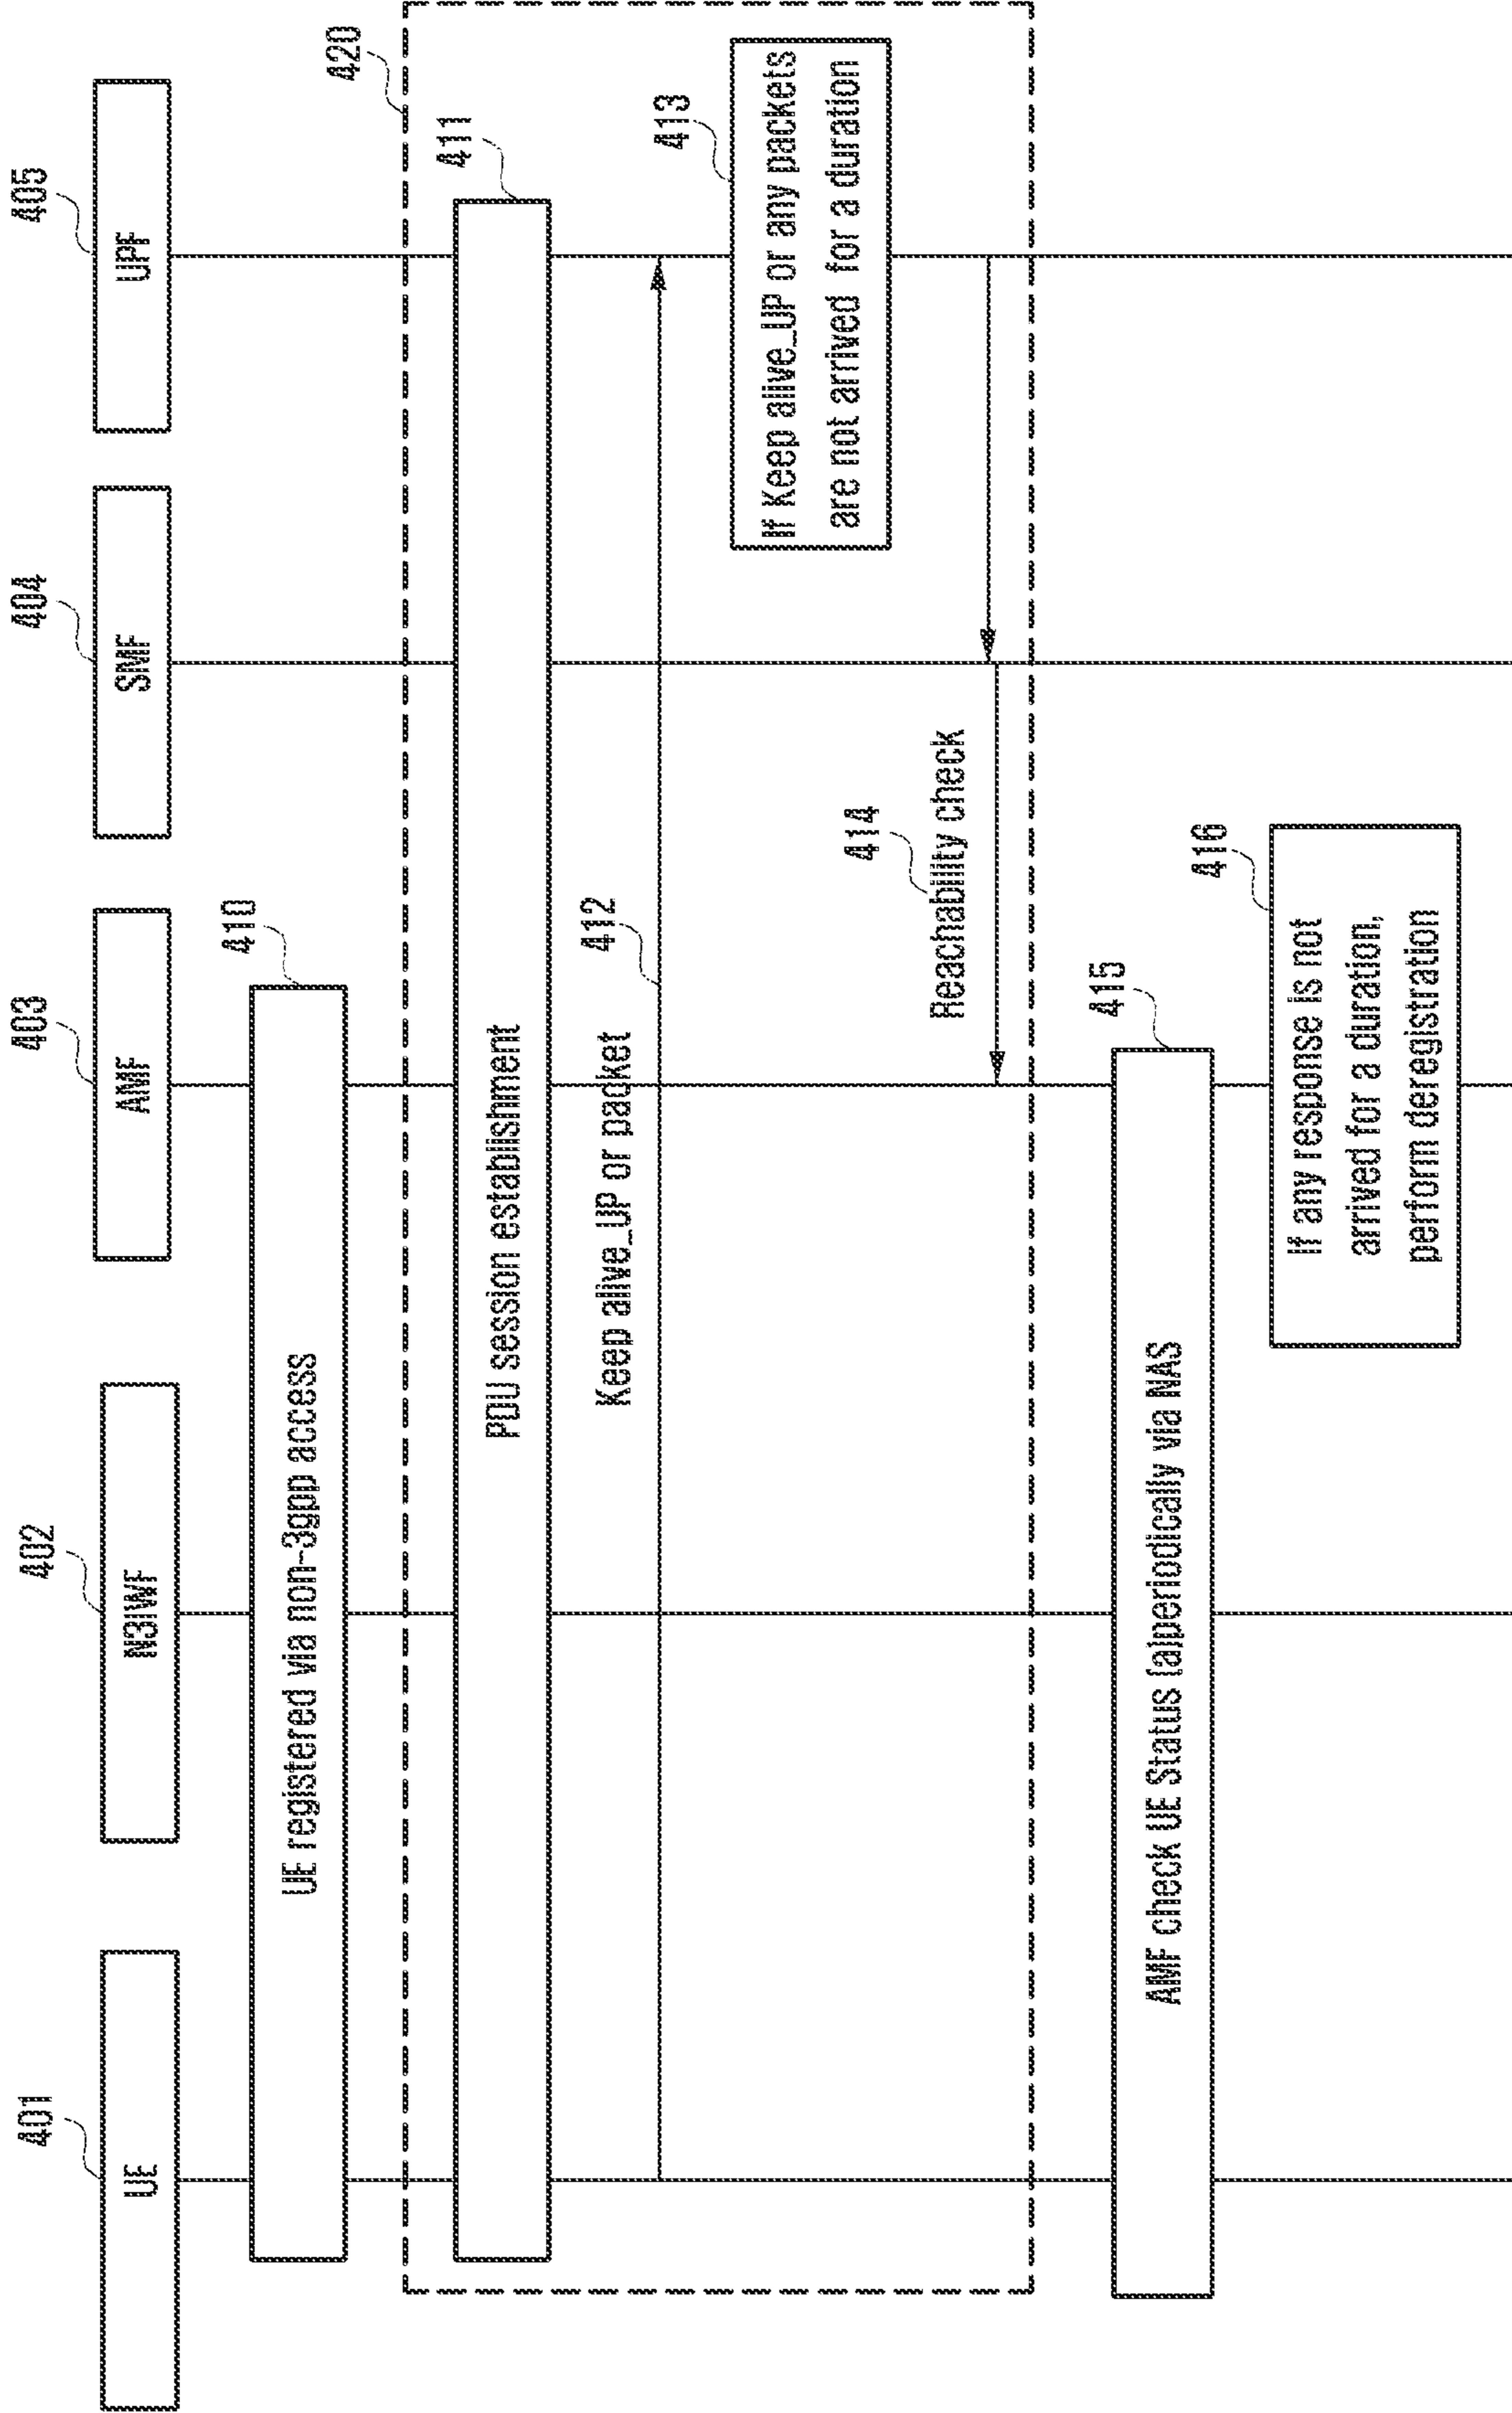 401
402
403
404
405
UE
N3IWF
AMF
SMF
UPF
410
UE registered via non-3gpp access
420
411
PDU session establishment
412
Keep alive_UP or packet
413
If Keep alive_UP or any packets
are not arrived for a duration
414
Reachability check
415
AMF check UE Status (a)periodically via NAS
416
If any response is not
arrived for a duration,
perform deregistration